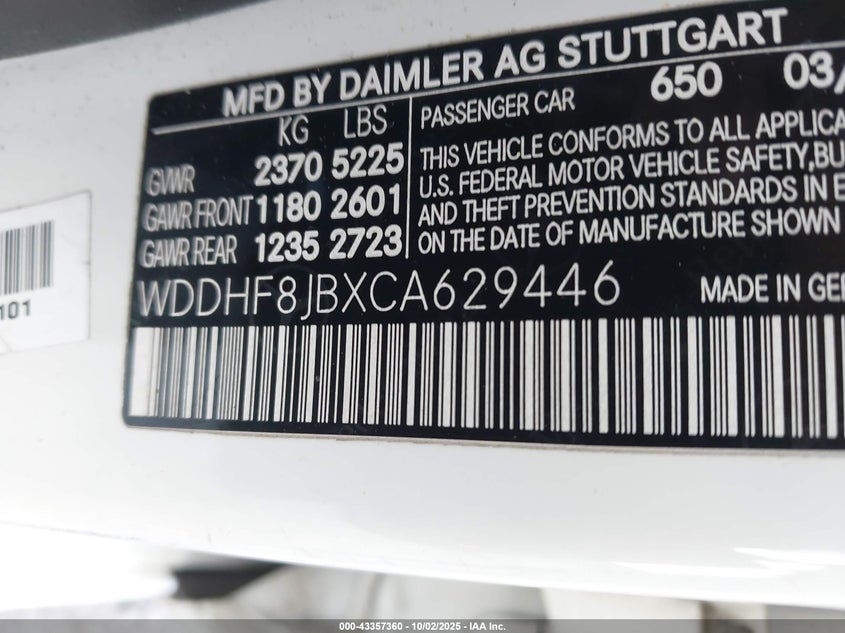 MFD BY DAIMLER AG STUTTGART
KG LBS
GVWR 2370 5225
GAWR FRONT 1180 2601
GAWR REAR 1235 2723
PASSENGER CAR 650 03/
THIS VEHICLE CONFORMS TO ALL APPLICA
U.S. FEDERAL MOTOR VEHICLE SAFETY, BU
AND THEFT PREVENTION STANDARDS IN E
ON THE DATE OF MANUFACTURE SHOWN
WDDHF8JBXCA629446 MADE IN GE
101
000-43357360 - 10/02/2025 - IAA Inc.